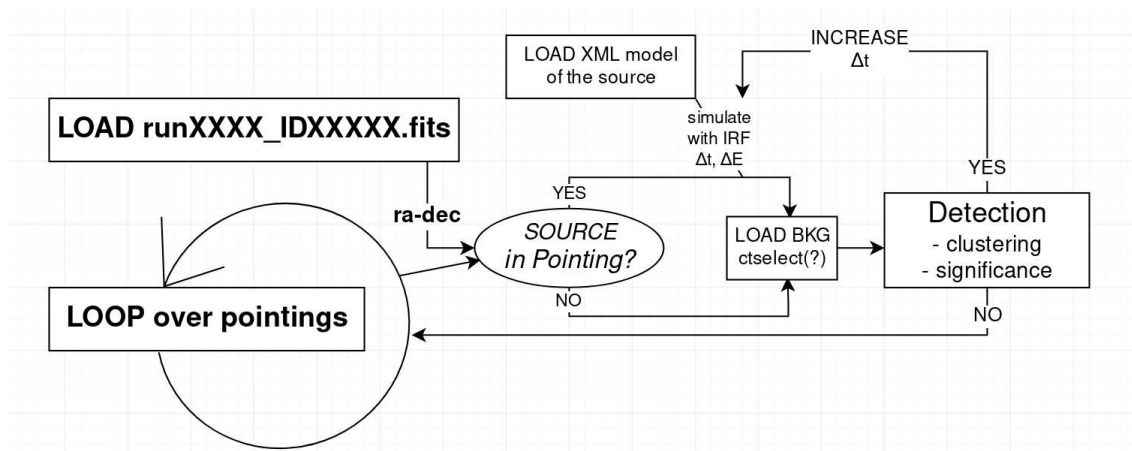 LOAD XML model
of the source
INCREASE
Δt
LOAD runXXXX_IDXXXXX.fits
simulate
with IRF
Δt, ΔE
YES
YES
ra-dec
SOURCE
in Pointing?
LOAD BKG
ctselect(?)
Detection
- clustering
- significance
NO
NO
LOOP over pointings